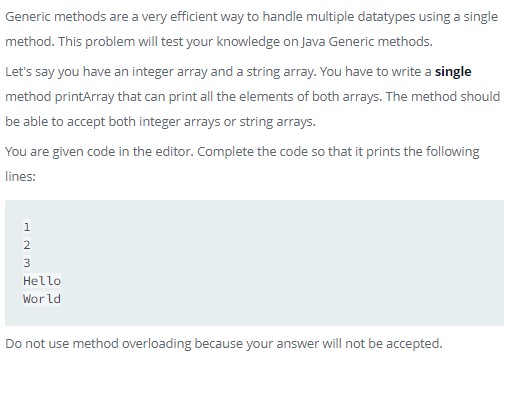 Generic methods are a very efficient way to handle multiple datatypes using a single
method. This problem will test your knowledge on Java Generic methods.
Let's say you have an integer array and a string array. You have to write a single
method printArray that can print all the elements of both arrays. The method should
be able to accept both integer arrays or string arrays.
You are given code in the editor. Complete the code so that it prints the following
lines:
1
2
3
Hello
World
Do not use method overloading because your answer will not be accepted.